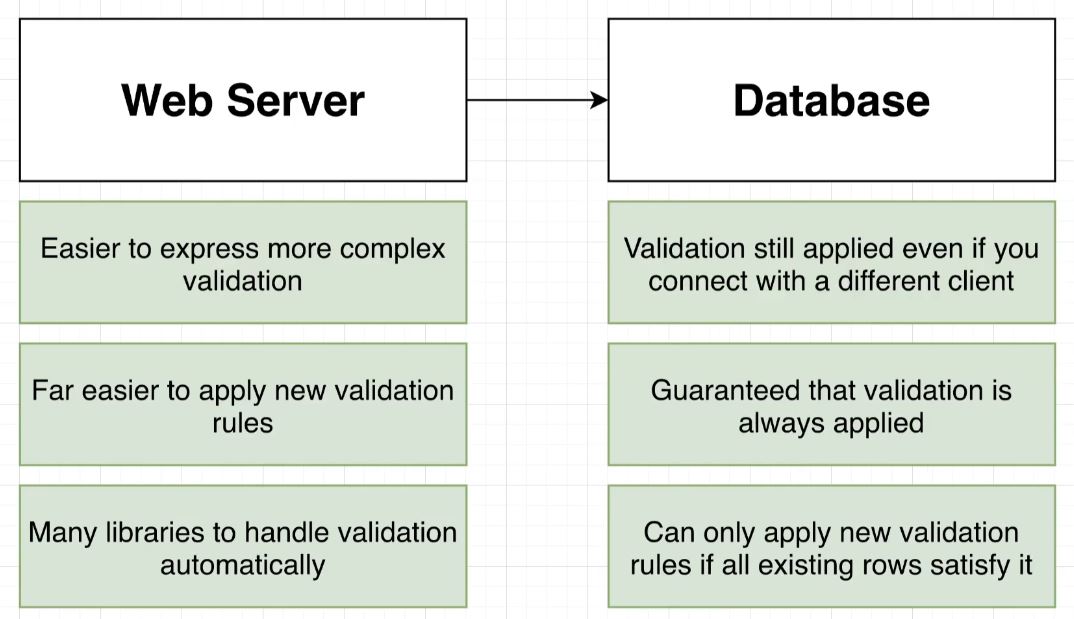 Web Server
Database
Easier to express more complex
validation
Validation still applied even if you
connect with a different client
Far easier to apply new validation
rules
Guaranteed that validation is
always applied
Many libraries to handle validation
automatically
Can only apply new validation
rules if all existing rows satisfy it